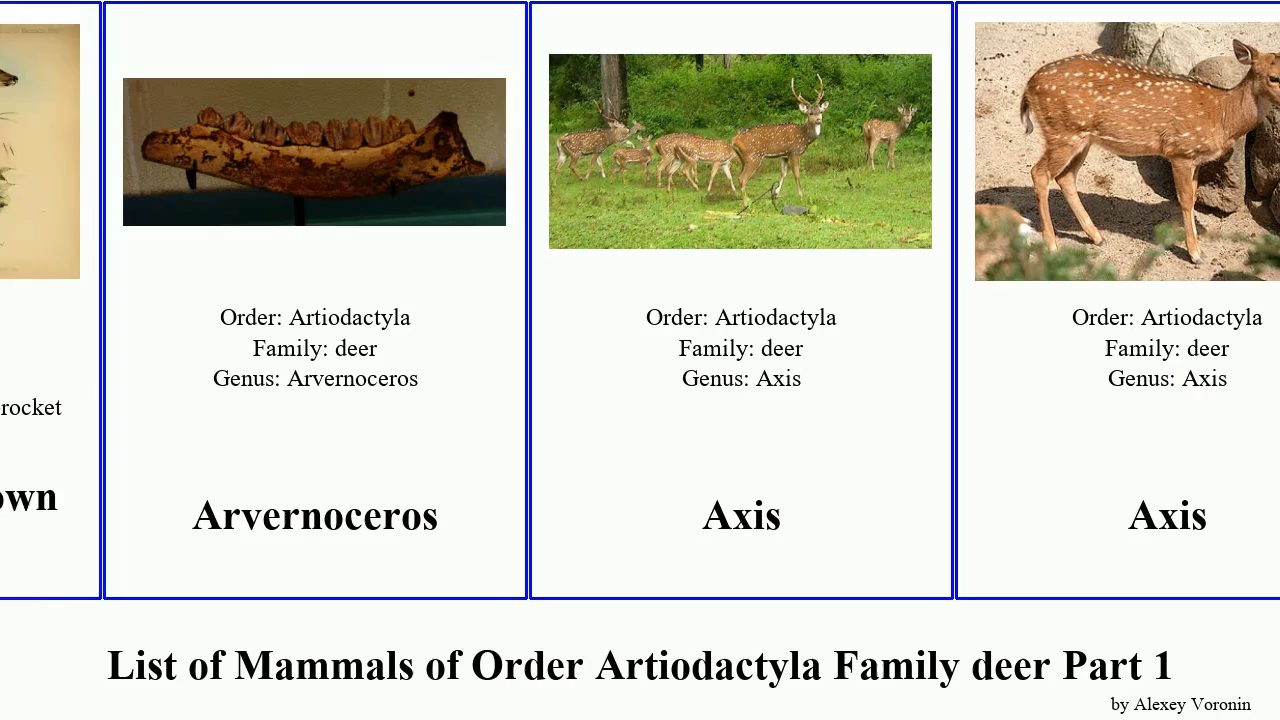 rocket
own
Order: Artiodactyla
Family: deer
Genus: Arvernoceros
Arvernoceros
Order: Artiodactyla
Family: deer
Genus: Axis
Axis
Order: Artiodactyla
Family: deer
Genus: Axis
Axis
List of Mammals of Order Artiodactyla Family deer Part 1
by Alexey Voronin